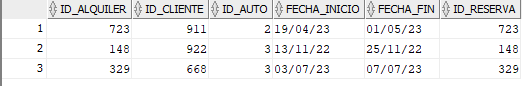 ID_ALQUILER ID_CLIENTE ID_AUTO FECHA_INICIO FECHA_FIN ID_RESERVA
1 723 911 2 19/04/23 01/05/23 723
2 148 922 3 13/11/22 25/11/22 148
3 329 668 3 03/07/23 07/07/23 329